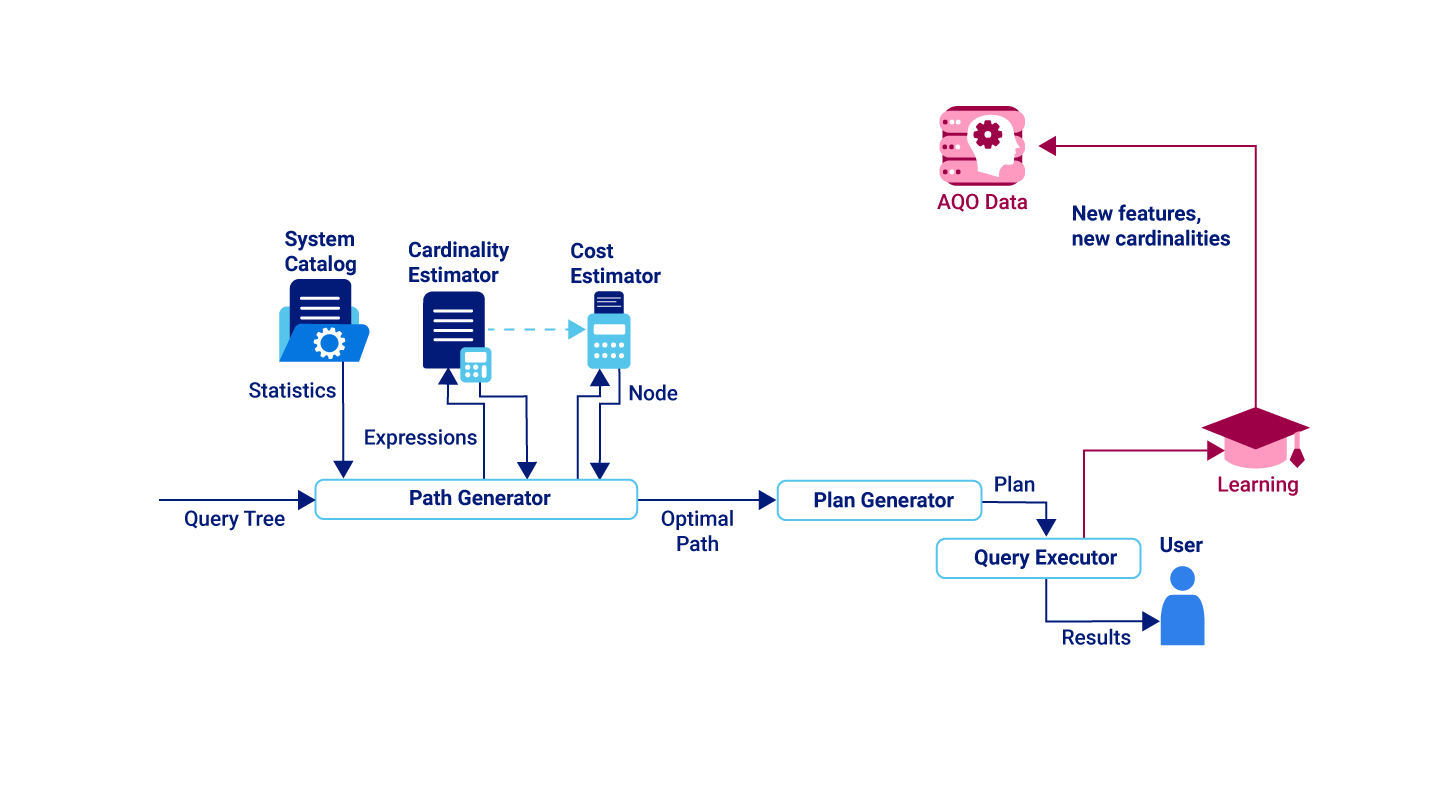 AQO Data
New features,
new cardinalities
System
Catalog
Cardinality
Estimator
Cost
Estimator
Statistics
Expressions
Node
Query Tree
Path Generator
Optimal
Path
Plan Generator
Plan
Learning
Query Executor
User
Results